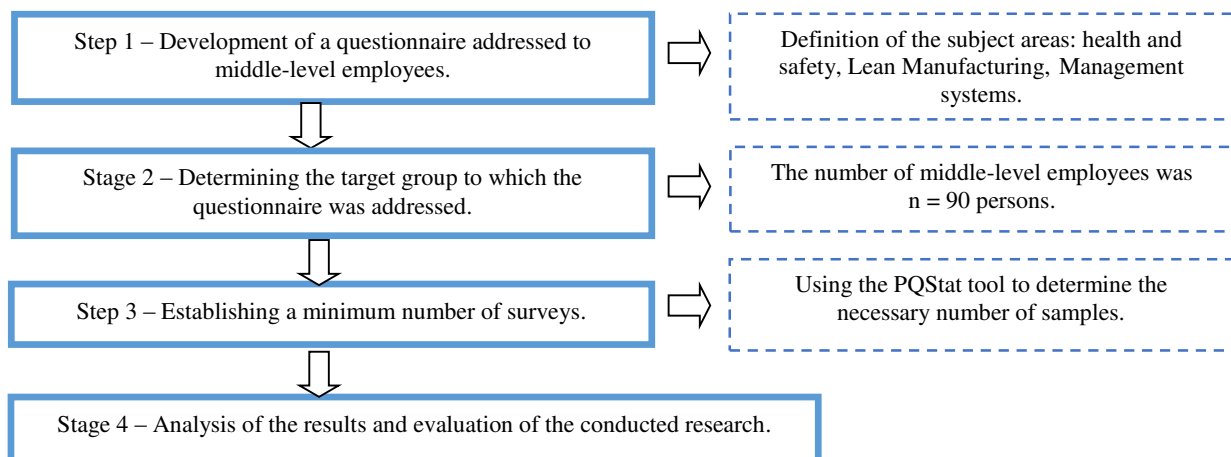 Step 1 – Development of a questionnaire addressed to
middle-level employees.
Definition of the subject areas: health and
safety, Lean Manufacturing, Management
systems.
Stage 2 – Determining the target group to which the
questionnaire was addressed.
The number of middle-level employees was
n = 90 persons.
Step 3 – Establishing a minimum number of surveys.
Using the PQStat tool to determine the
necessary number of samples.
Stage 4 – Analysis of the results and evaluation of the conducted research.